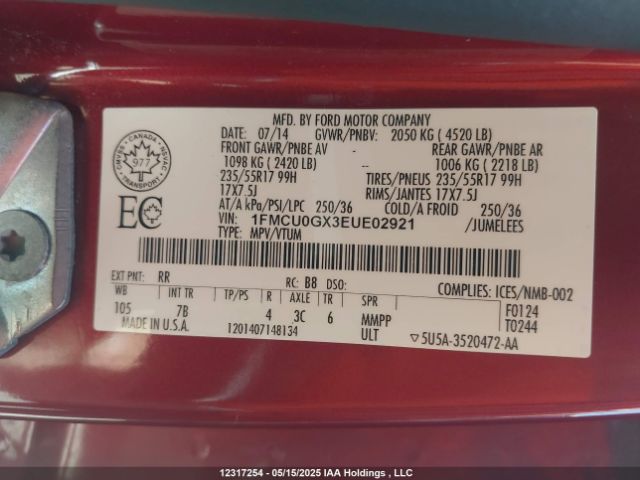 MFD. BY FORD MOTOR COMPANY
DATE: 07/14 GVWR/PNBV: 2050 KG ( 4520 LB)
FRONT GAWR/PNBE AV - REAR GAWR/PNBE AR
1098 KG ( 2420 LB) -- 1006 KG ( 2218 LB)
235/55R17 99H TIRES/PNEUS 235/55R17 99H
17X7.5J RIMS/JANTES 17X7.5J
AT/A kPa/PSI/LPC 250/36 COLD/A FROID 250/36
VIN: 1FMCU0GX3EUE02921 /JUMELEES
TYPE: MPV/VTUM
CANADA
977
TRANSPORT
EC
EXT PNT: RR RC: B8 DSO: COMPLIES: ICES/NMB-002
WB INT TR TP/PS R AXLE TR SPR F0124
105 7B 4 3C 6 MMPP T0244
MADE IN U.S.A. 1201407148134 ULT ▽5U5A-3520472-AA
12317254 - 05/15/2025 IAA Holdings , LLC